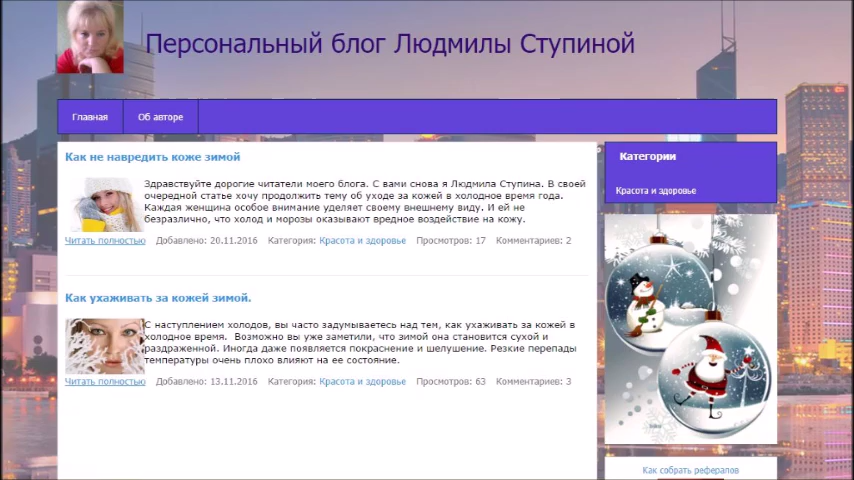 Персональный блог Людмилы Ступиной
Главная
Об авторе
Как не навредить коже зимой
Здравствуйте дорогие читатели моего блога. С вами снова я Людмила Ступина. В своей
очередной статье хочу продолжить тему об уходе за кожей в холодное время года.
Каждая женщина особое внимание уделяет своему внешнему виду. И ей не
безразлично, что холод и морозы оказывают вредное воздействие на кожу.
Читать полностью Добавлено: 20.11.2016 Категория: Красота и здоровье Просмотров: 17 Комментариев: 2
Как ухаживать за кожей зимой.
С наступлением холодов, вы часто задумываетесь над тем, как ухаживать за кожей в
холодное время. Возможно вы уже заметили, что зимой она становится сухой и
раздраженной. Иногда даже появляется покраснение и шелушение. Резкие перепады
температуры очень плохо влияют на ее состояние.
Читать полностью Добавлено: 13.11.2016 Категория: Красота и здоровье Просмотров: 63 Комментариев: 3
Категории
Красота и здоровье
Как собрать рефералов